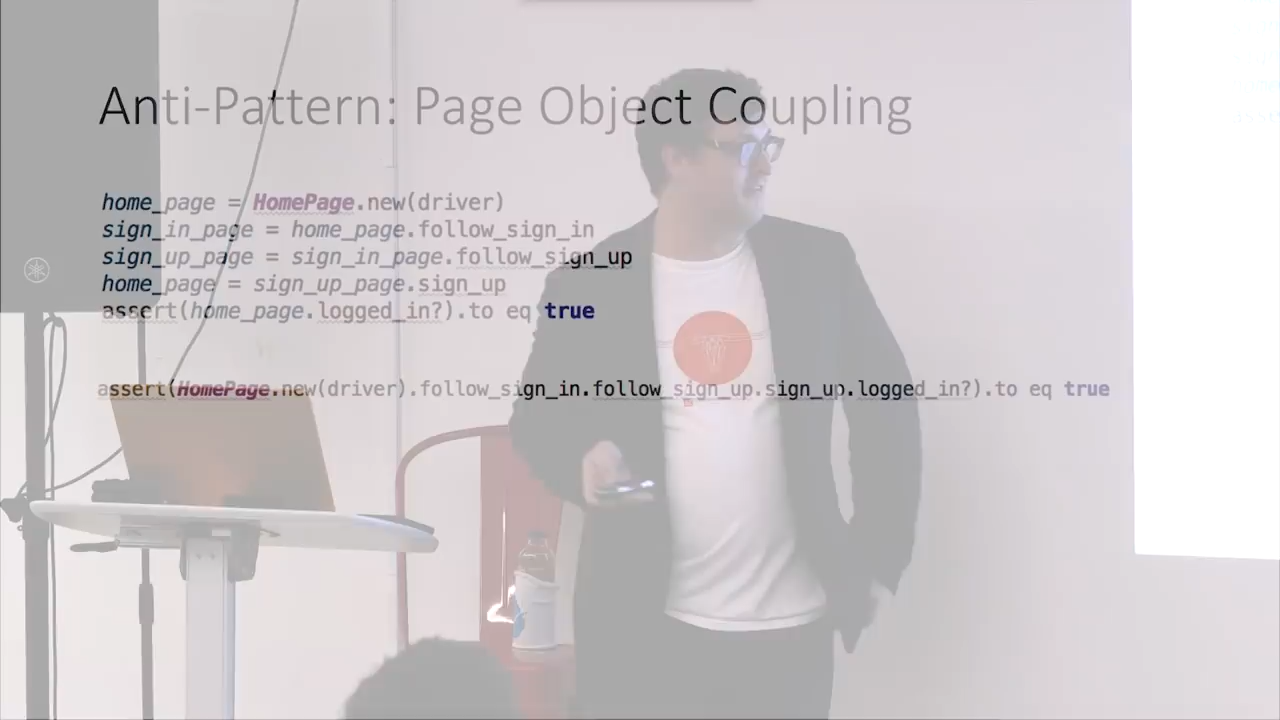 Anti-Pattern: Page Object Coupling
home_page = HomePage.new(driver)
sign_in_page = home_page.follow_sign_in
sign_up_page = sign_in_page.follow_sign_up
home_page = sign_up_page.sign_up
assert(home_page.logged_in?).to eq true
assert(HomePage.new(driver).follow_sign_in.follow_sign_up.sign_up.logged_in?).to eq true